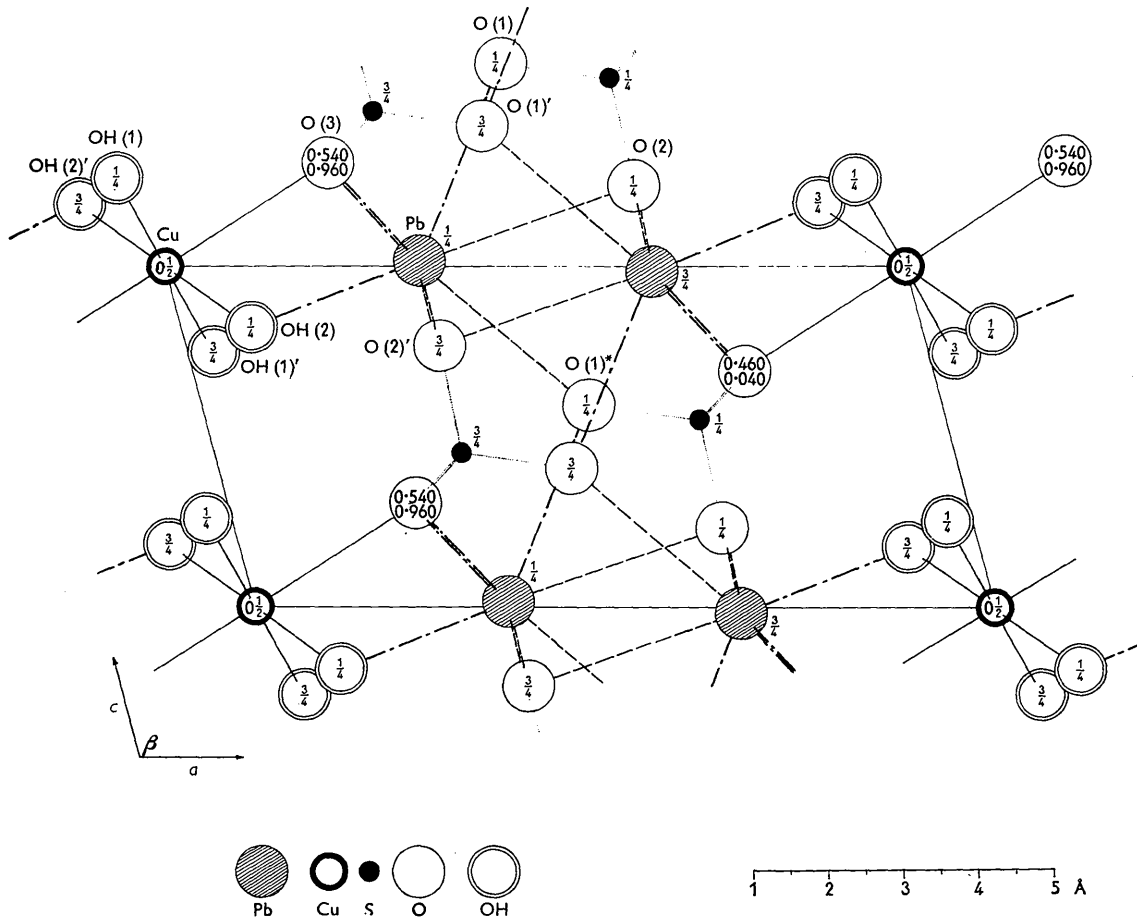 O (1)
1/4
3/4
1/4
O (1)′
3/4
O (3)
OH (1)
O (2)
0·540
0·960
0·540
0·960
OH (2)′
1/4
3/4
1/4
1/4
3/4
Cu
Pb
1/4
0 1/2
3/4
0 1/2
1/4
OH (2)
3/4
OH (1)′
O (2)′
3/4
O (1)*
0·460
0·040
1/4
3/4
1/4
1/4
3/4
3/4
0·540
0·960
1/4
3/4
1/4
1/4
3/4
1/4
0 1/2
3/4
0 1/2
1/4
3/4
3/4
1/4
3/4
c
β
a
Pb
Cu
S
O
OH
1 2 3 4 5 Å